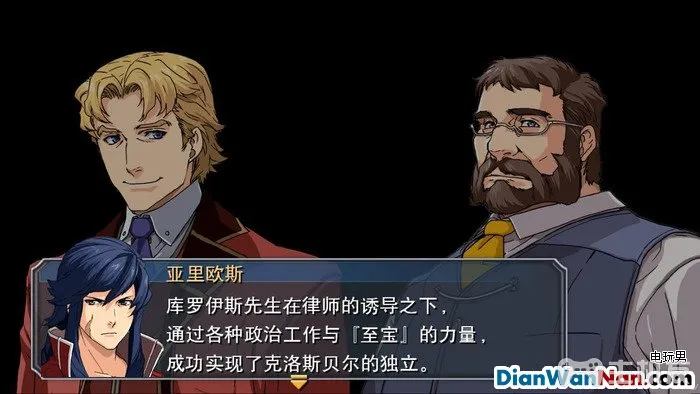 亚里欧斯
库罗伊斯先生在律师的诱导之下，
通过各种政治工作与『至宝』的力量，
成功实现了克洛斯贝尔的独立。
电玩男
DianWanNan.com